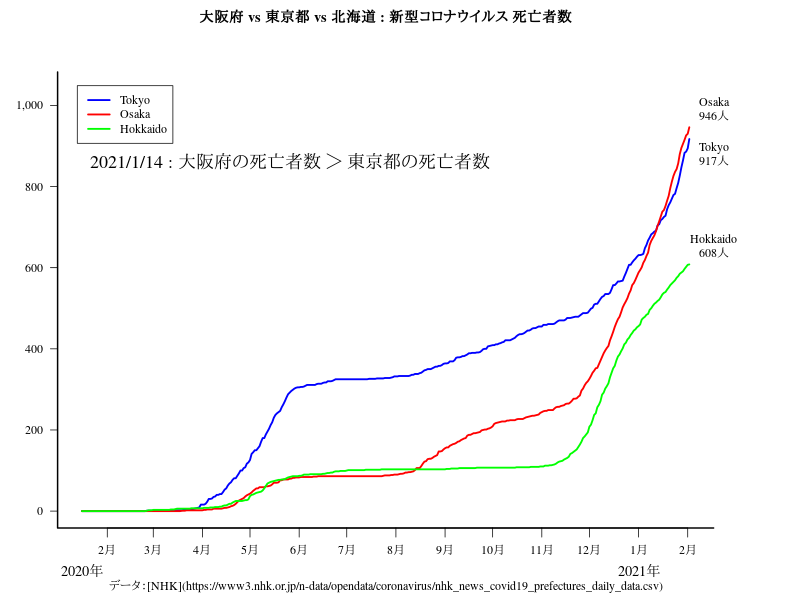 大阪府 vs 東京都 vs 北海道 : 新型コロナウイルス 死亡者数
Tokyo
Osaka
Hokkaido
2021/1/14 : 大阪府の死亡者数 ＞ 東京都の死亡者数
Osaka
946人
Tokyo
917人
Hokkaido
608人
1,000
800
600
400
200
0
2月 3月 4月 5月 6月 7月 8月 9月 10月 11月 12月 1月 2月
2020年 2021年
データ:[NHK](https://www3.nhk.or.jp/n-data/opendata/coronavirus/nhk_news_covid19_prefectures_daily_data.csv)